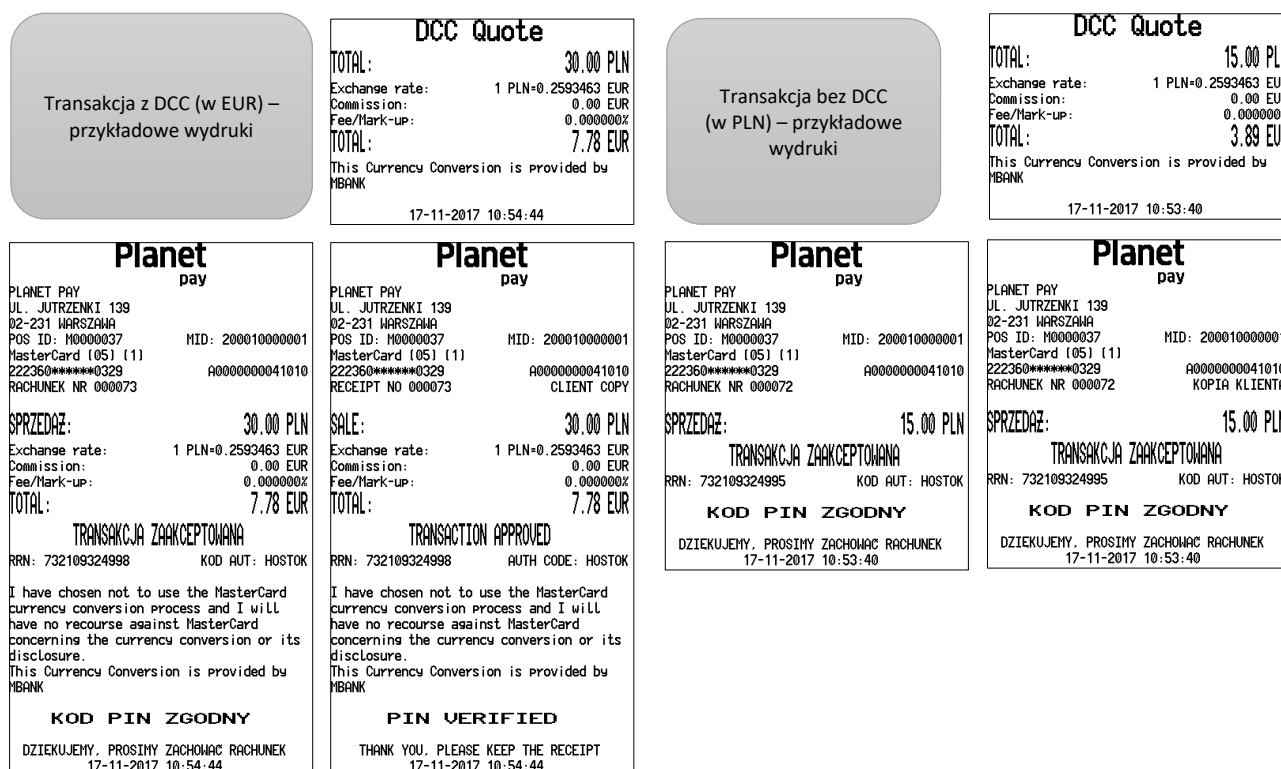 Transakcja z DCC (w EUR) –
przykładowe wydruki
DCC Quote
TOTAL: 30.00 PLN
Exchange rate: 1 PLN=0.2593463 EUR
Commission: 0.00 EUR
Fee/Mark-up: 0.000000%
TOTAL: 7.78 EUR
This Currency Conversion is provided by
MBANK
17-11-2017 10:54:44
Transakcja bez DCC
(w PLN) – przykładowe
wydruki
DCC Quote
TOTAL: 15.00 PL
Exchange rate: 1 PLN=0.2593463 EU
Commission: 0.00 EU
Fee/Mark-up: 0.000000
TOTAL: 3.89 EU
This Currency Conversion is provided by
MBANK
17-11-2017 10:53:40
Planet
pay
PLANET PAY
UL. JUTRZENKI 139
02-231 WARSZAWA
POS ID: M0000037 MID: 200010000001
MasterCard (05) (1)
222360******0329 A0000000041010
RACHUNEK NR 000073
SPRZEDAŻ: 30.00 PLN
Exchange rate: 1 PLN=0.2593463 EUR
Commission: 0.00 EUR
Fee/Mark-up: 0.000000%
TOTAL: 7.78 EUR
TRANSAKCJA ZAAKCEPTOWANA
RRN: 732109324998 KOD AUT: HOSTOK
I have chosen not to use the MasterCard
currency conversion process and I will
have no recourse against MasterCard
concerning the currency conversion or its
disclosure.
This Currency Conversion is provided by
MBANK
KOD PIN ZGODNY
DZIEKUJEMY, PROSIMY ZACHOWAĆ RACHUNEK
17-11-2017 10:54:44
Planet
pay
PLANET PAY
UL. JUTRZENKI 139
02-231 WARSZAWA
POS ID: M0000037 MID: 200010000001
MasterCard (05) (1)
222360******0329 A0000000041010
RECEIPT NO 000073 CLIENT COPY
SALE: 30.00 PLN
Exchange rate: 1 PLN=0.2593463 EUR
Commission: 0.00 EUR
Fee/Mark-up: 0.000000%
TOTAL: 7.78 EUR
TRANSACTION APPROVED
RRN: 732109324998 AUTH CODE: HOSTOK
I have chosen not to use the MasterCard
currency conversion process and I will
have no recourse against MasterCard
concerning the currency conversion or its
disclosure.
This Currency Conversion is provided by
MBANK
PIN VERIFIED
THANK YOU, PLEASE KEEP THE RECEIPT
17-11-2017 10:54:44
Planet
pay
PLANET PAY
UL. JUTRZENKI 139
02-231 WARSZAWA
POS ID: M0000037 MID: 200010000001
MasterCard (05) (1)
222360******0329 A0000000041010
RACHUNEK NR 000072
SPRZEDAŻ: 15.00 PLN
TRANSAKCJA ZAAKCEPTOWANA
RRN: 732109324995 KOD AUT: HOSTOK
KOD PIN ZGODNY
DZIEKUJEMY, PROSIMY ZACHOWAĆ RACHUNEK
17-11-2017 10:53:40
Planet
pay
PLANET PAY
UL. JUTRZENKI 139
02-231 WARSZAWA
POS ID: M0000037 MID: 200010000001
MasterCard (05) (1)
222360******0329 A0000000041010
RACHUNEK NR 000072 KOPIA KLIENTA
SPRZEDAŻ: 15.00 PLN
TRANSAKCJA ZAAKCEPTOWANA
RRN: 732109324995 KOD AUT: HOSTOK
KOD PIN ZGODNY
DZIEKUJEMY, PROSIMY ZACHOWAĆ RACHUNEK
17-11-2017 10:53:40